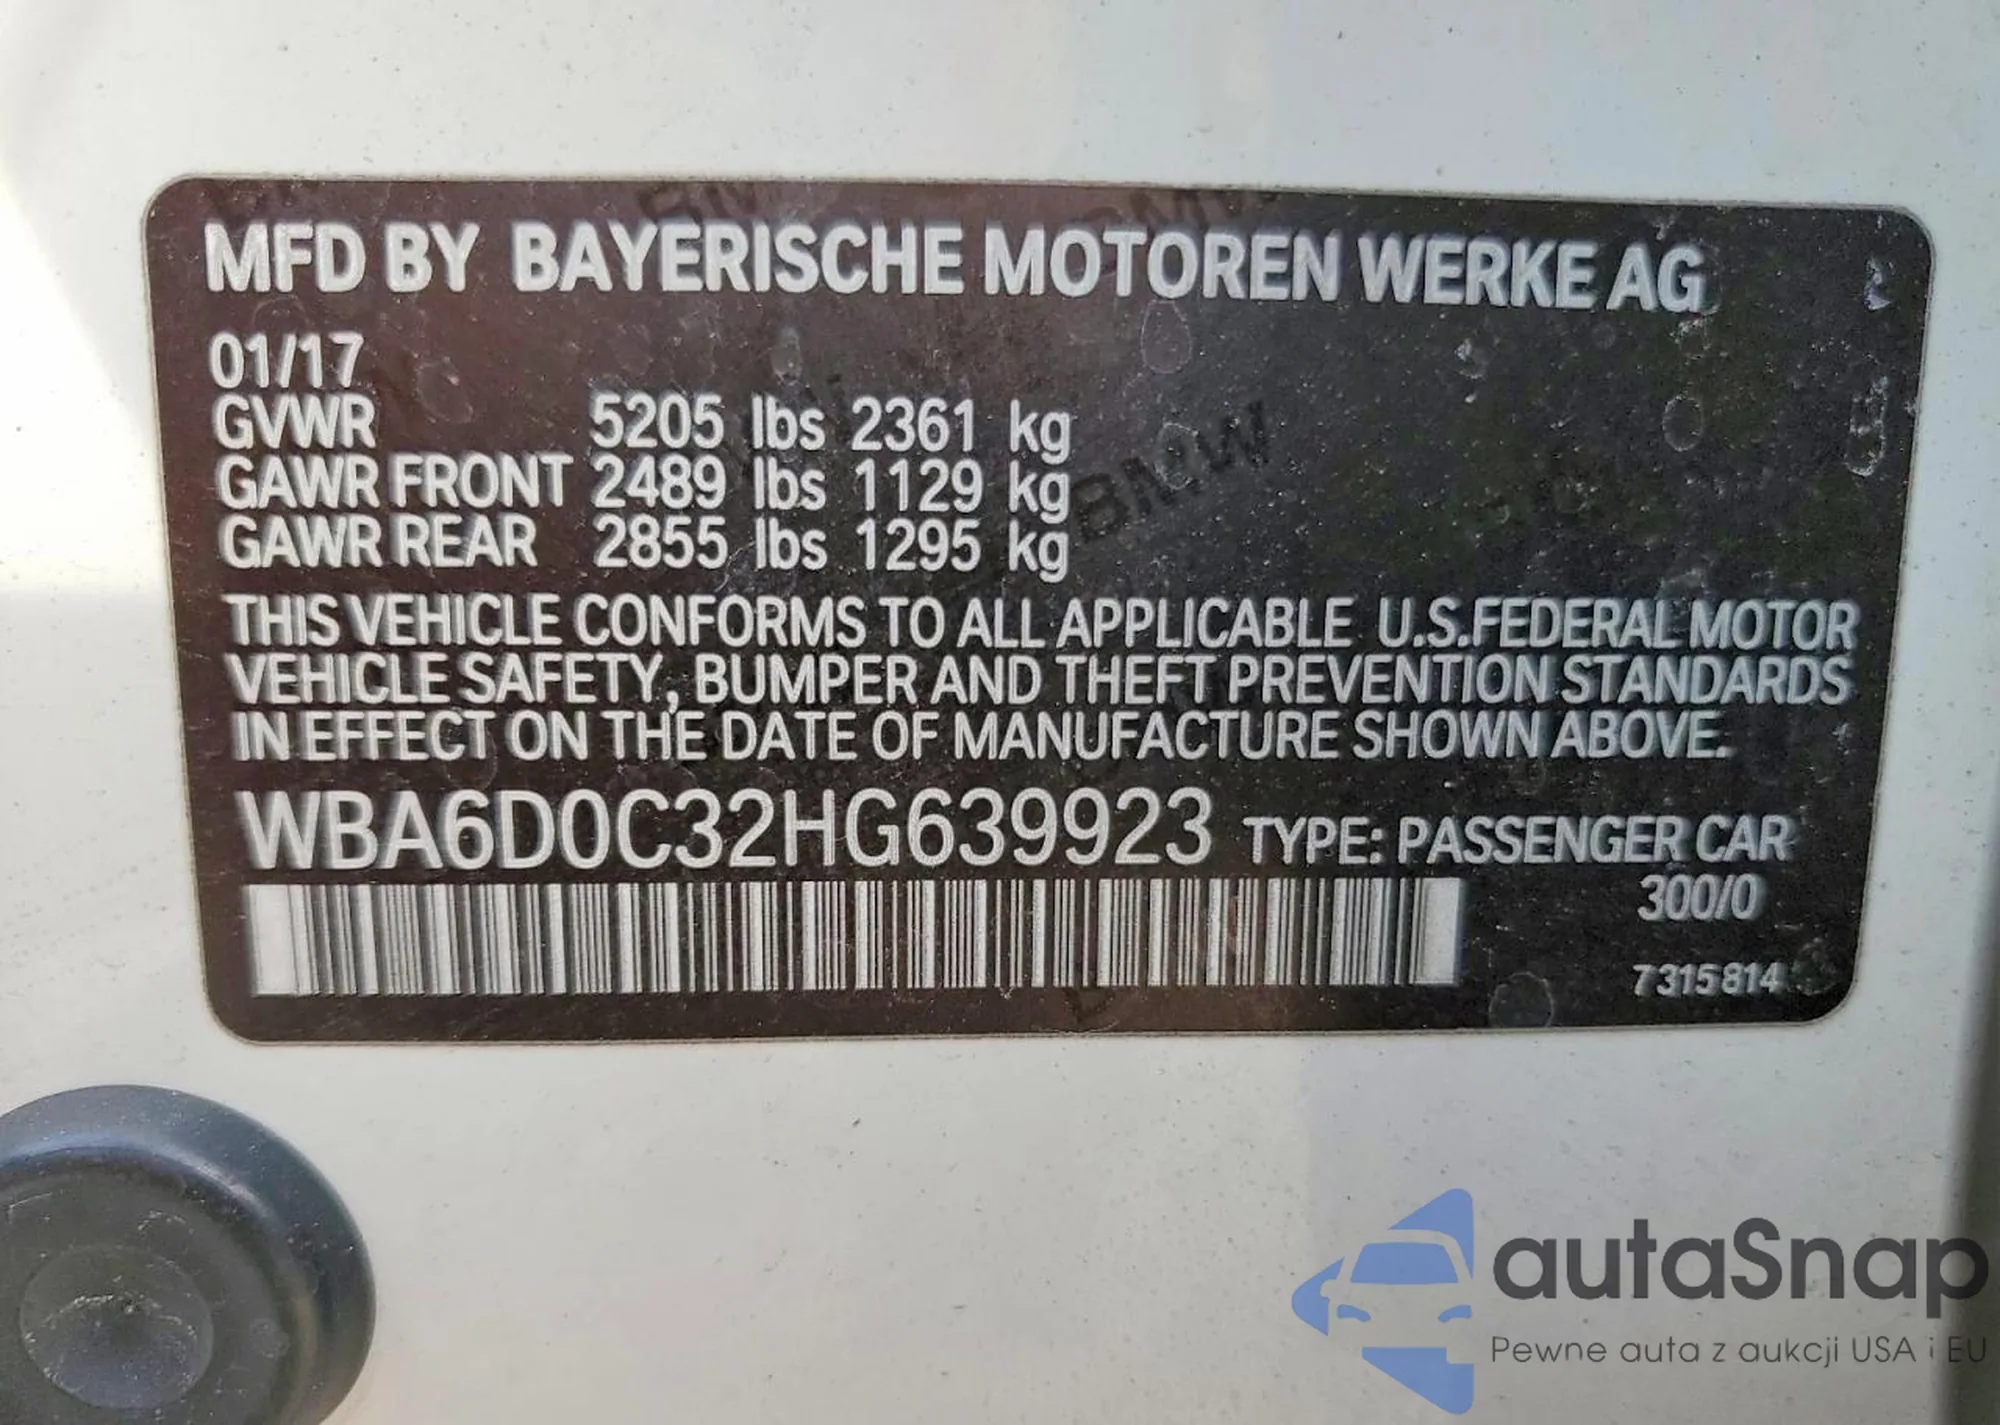 MFD BY BAYERISCHE MOTOREN WERKE AG
01/17
GVWR 5205 lbs 2361 kg
GAWR FRONT 2489 lbs 1129 kg
GAWR REAR 2855 lbs 1295 kg
THIS VEHICLE CONFORMS TO ALL APPLICABLE U.S.FEDERAL MOTOR
VEHICLE SAFETY, BUMPER AND THEFT PREVENTION STANDARDS
IN EFFECT ON THE DATE OF MANUFACTURE SHOWN ABOVE.
WBA6D0C32HG639923 TYPE: PASSENGER CAR
300/0
7315814
BMW
BMW
BMW
autaSnap
Pewne auta z aukcji USA i EU